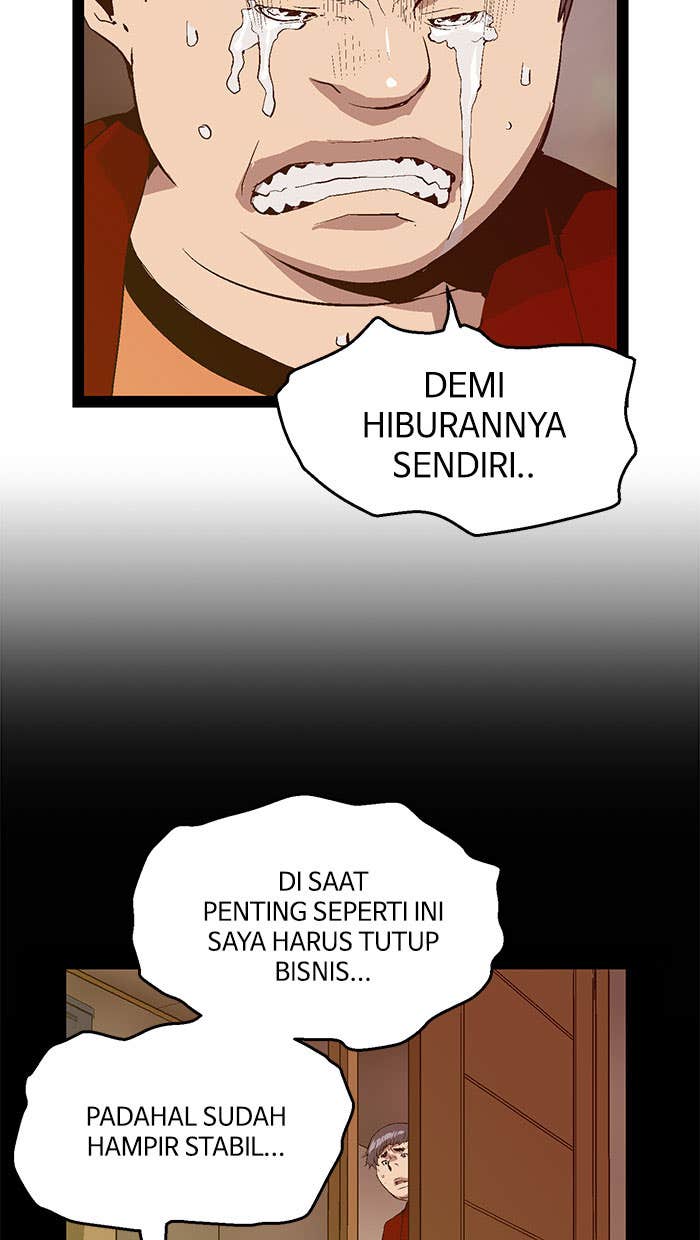 DEMI
HIBURANNYA
SENDIRI..
DI SAAT
PENTING SEPERTI INI
SAYA HARUS TUTUP
BISNIS...
PADAHAL SUDAH
HAMPIR STABIL...